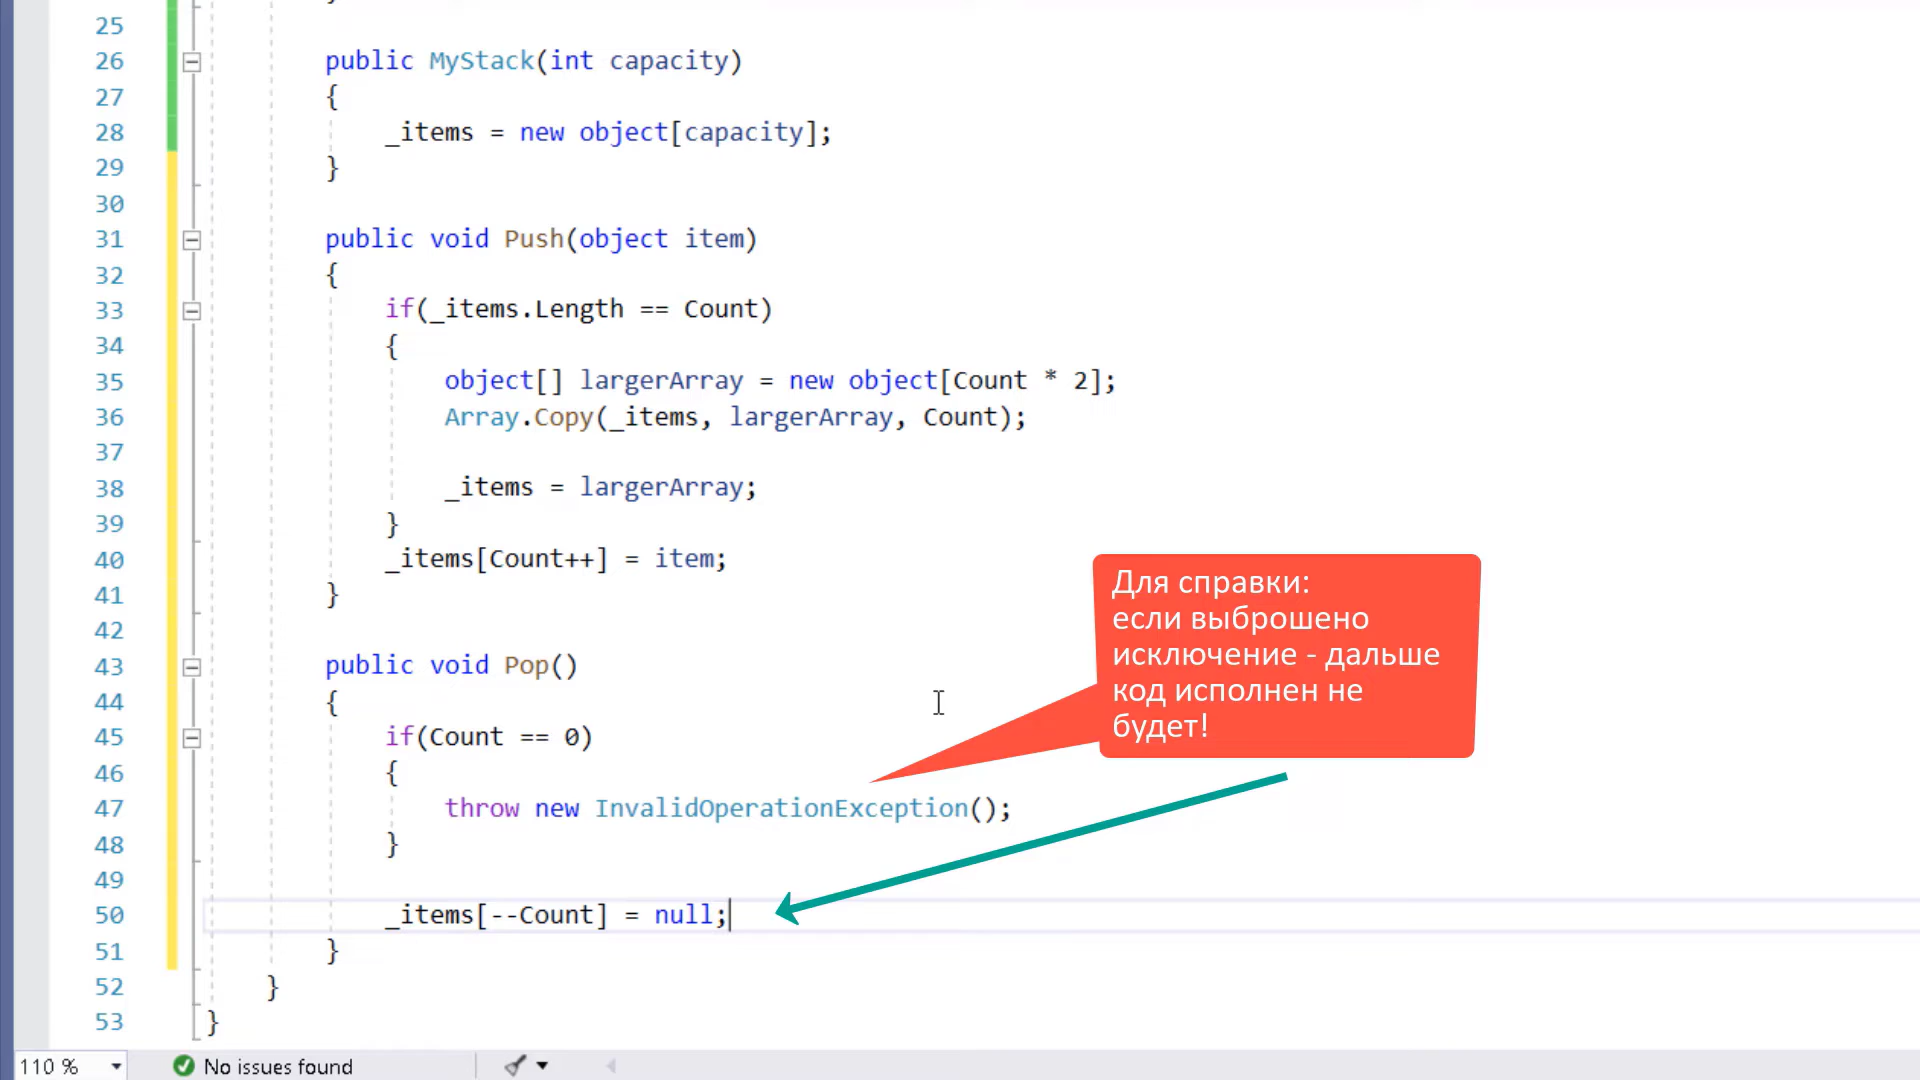 25
26 public MyStack(int capacity)
27 {
28 _items = new object[capacity];
29 }
30
31 public void Push(object item)
32 {
33 if(_items.Length == Count)
34 {
35 object[] largerArray = new object[Count * 2];
36 Array.Copy(_items, largerArray, Count);
37
38 _items = largerArray;
39 }
40 _items[Count++] = item;
41 }
42
43 public void Pop()
44 {
45 if(Count == 0)
46 {
47 throw new InvalidOperationException();
48 }
49
50 _items[--Count] = null;
51 }
52 }
53 }
Для справки:
если выброшено
исключение - дальше
код исполнен не
будет!
110 % No issues found